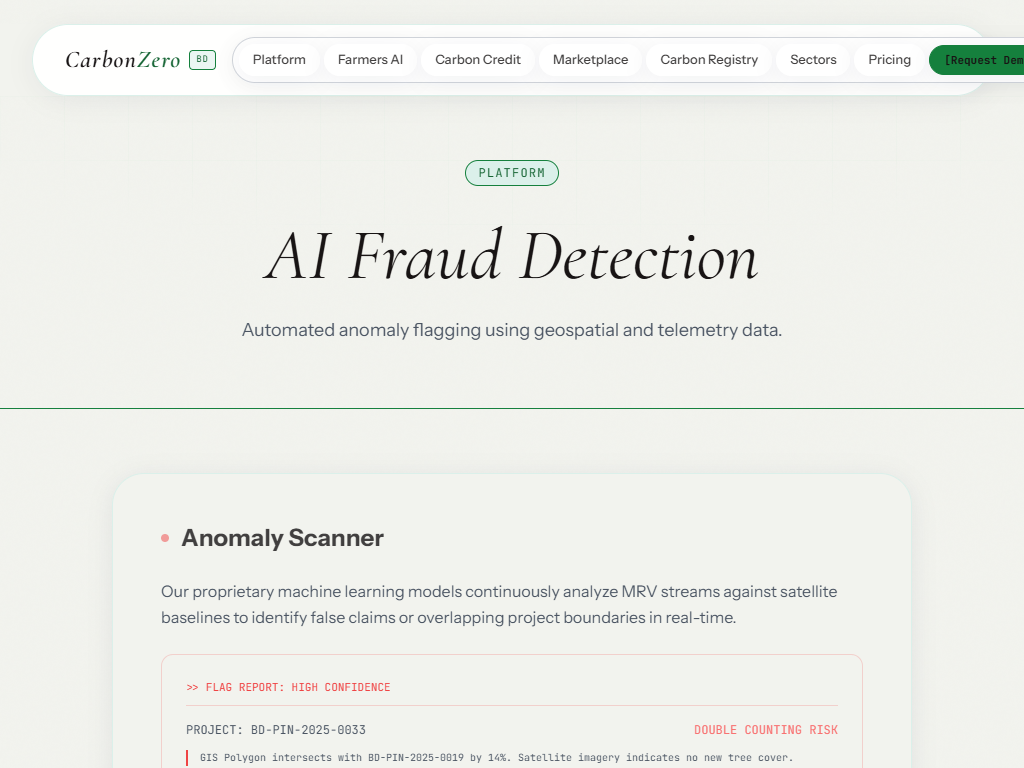 CarbonZero BD Platform Farmers AI Carbon Credit Marketplace Carbon Registry Sectors Pricing [Request Dem
PLATFORM
AI Fraud Detection
Automated anomaly flagging using geospatial and telemetry data.
Anomaly Scanner
Our proprietary machine learning models continuously analyze MRV streams against satellite
baselines to identify false claims or overlapping project boundaries in real-time.
>> FLAG REPORT: HIGH CONFIDENCE
PROJECT: BD-PIN-2025-0033 DOUBLE COUNTING RISK
GIS Polygon intersects with BD-PIN-2025-0019 by 14%. Satellite imagery indicates no new tree cover.